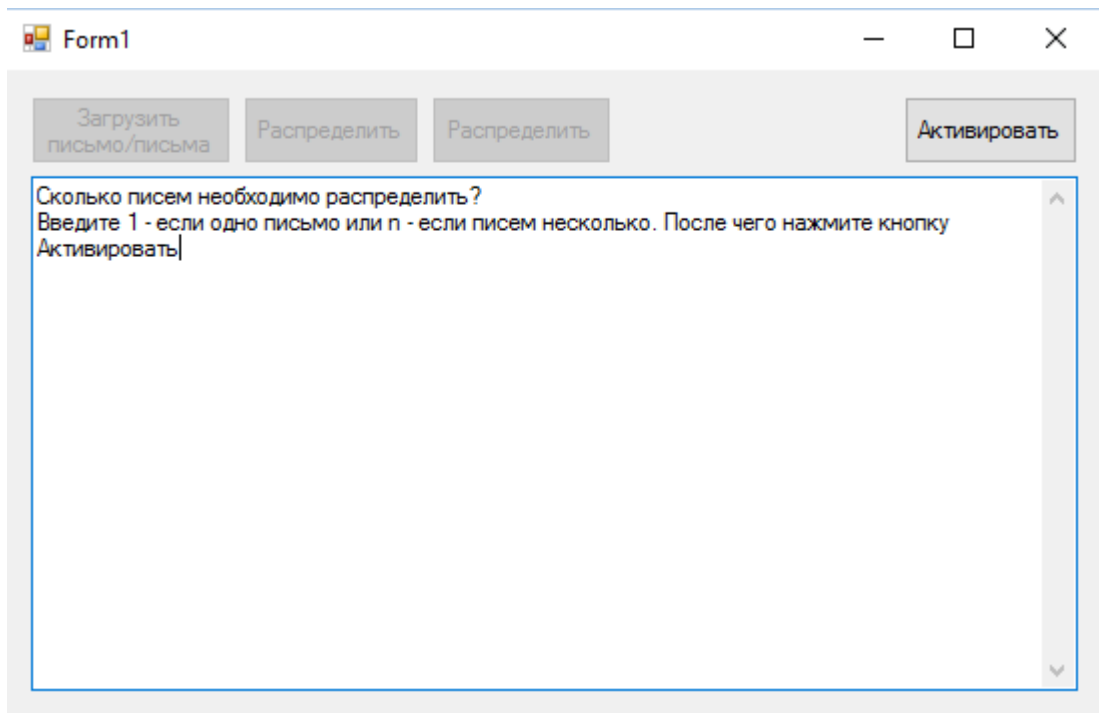 Form1
Загрузить
письмо/письма
Распределить
Распределить
Активировать
Сколько писем необходимо распределить?
Введите 1 - если одно письмо или n - если писем несколько. После чего нажмите кнопку
Активировать